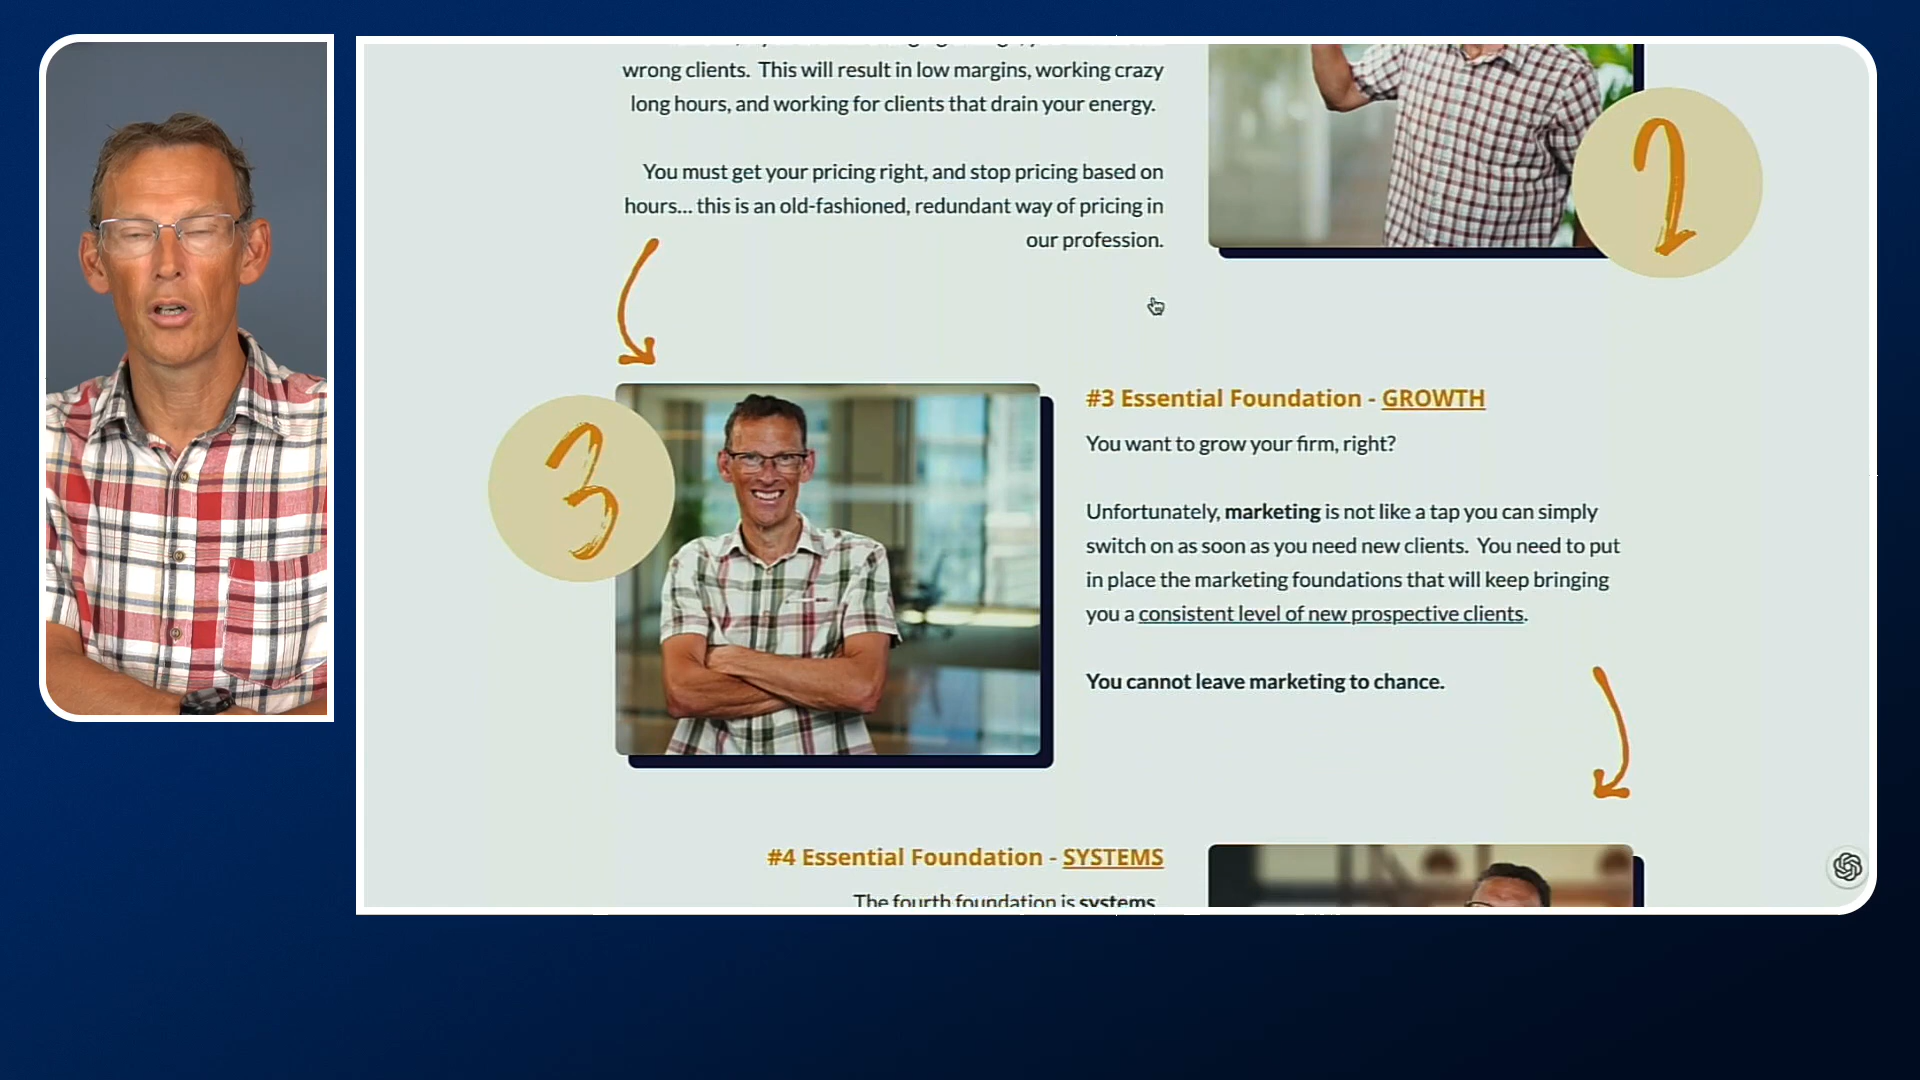 wrong clients.  This will result in low margins, working crazy
long hours, and working for clients that drain your energy.
You must get your pricing right, and stop pricing based on
hours... this is an old-fashioned, redundant way of pricing in
our profession.
2
3
#3 Essential Foundation - GROWTH
You want to grow your firm, right?
Unfortunately, marketing is not like a tap you can simply
switch on as soon as you need new clients.  You need to put
in place the marketing foundations that will keep bringing
you a consistent level of new prospective clients.
You cannot leave marketing to chance.
#4 Essential Foundation - SYSTEMS
The fourth foundation is systems